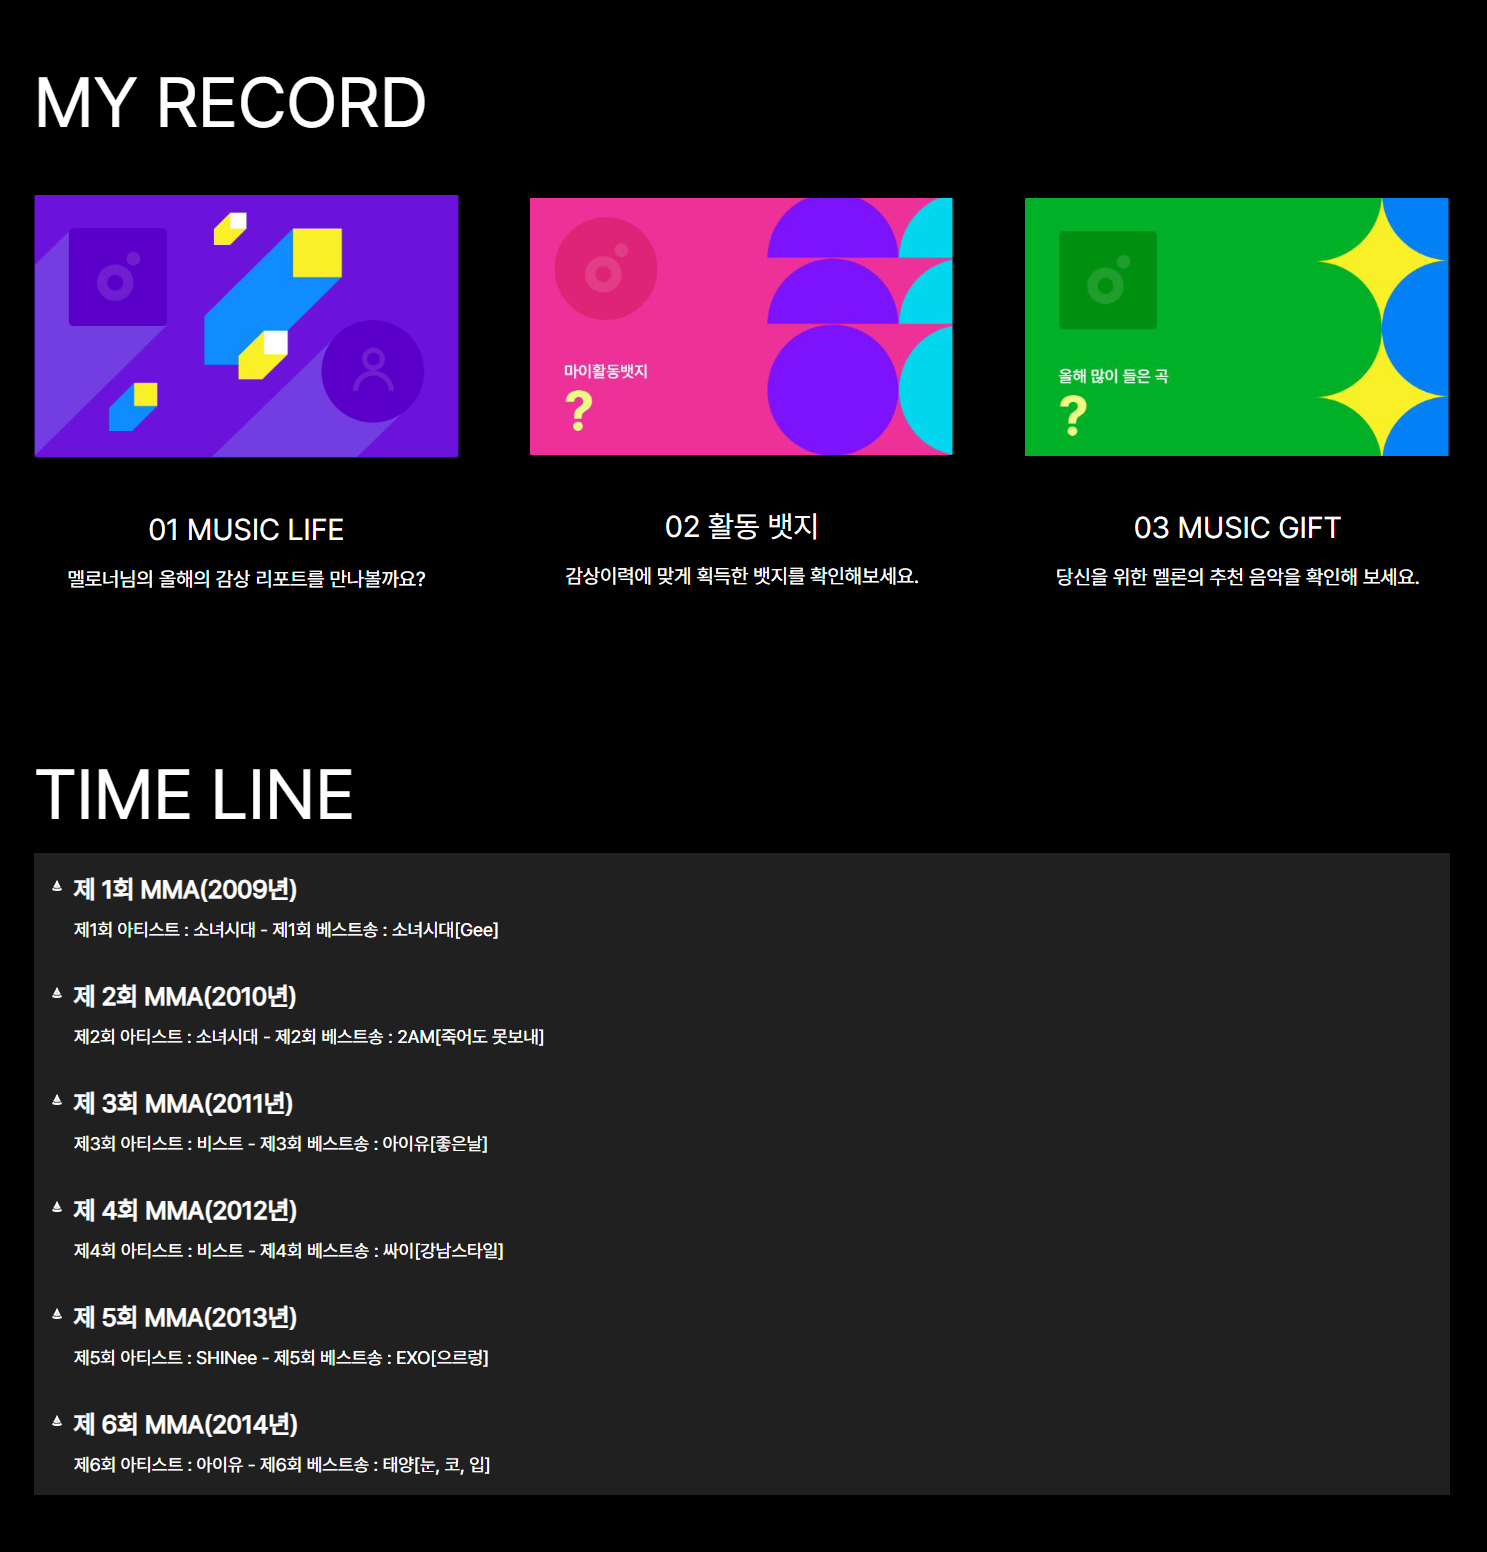 MY RECORD
마이활동뱃지
?
올해 많이 들은 곡
?
01 MUSIC LIFE
멜로너님의 올해의 감상 리포트를 만나볼까요?
02 활동 뱃지
감상이력에 맞게 획득한 뱃지를 확인해보세요.
03 MUSIC GIFT
당신을 위한 멜론의 추천 음악을 확인해 보세요.
TIME LINE
제 1회 MMA(2009년)
제1회 아티스트 : 소녀시대 - 제1회 베스트송 : 소녀시대[Gee]
제 2회 MMA(2010년)
제2회 아티스트 : 소녀시대 - 제2회 베스트송 : 2AM[죽어도 못보내]
제 3회 MMA(2011년)
제3회 아티스트 : 비스트 - 제3회 베스트송 : 아이유[좋은날]
제 4회 MMA(2012년)
제4회 아티스트 : 비스트 - 제4회 베스트송 : 싸이[강남스타일]
제 5회 MMA(2013년)
제5회 아티스트 : SHINee - 제5회 베스트송 : EXO[으르렁]
제 6회 MMA(2014년)
제6회 아티스트 : 아이유 - 제6회 베스트송 : 태양[눈, 코, 입]